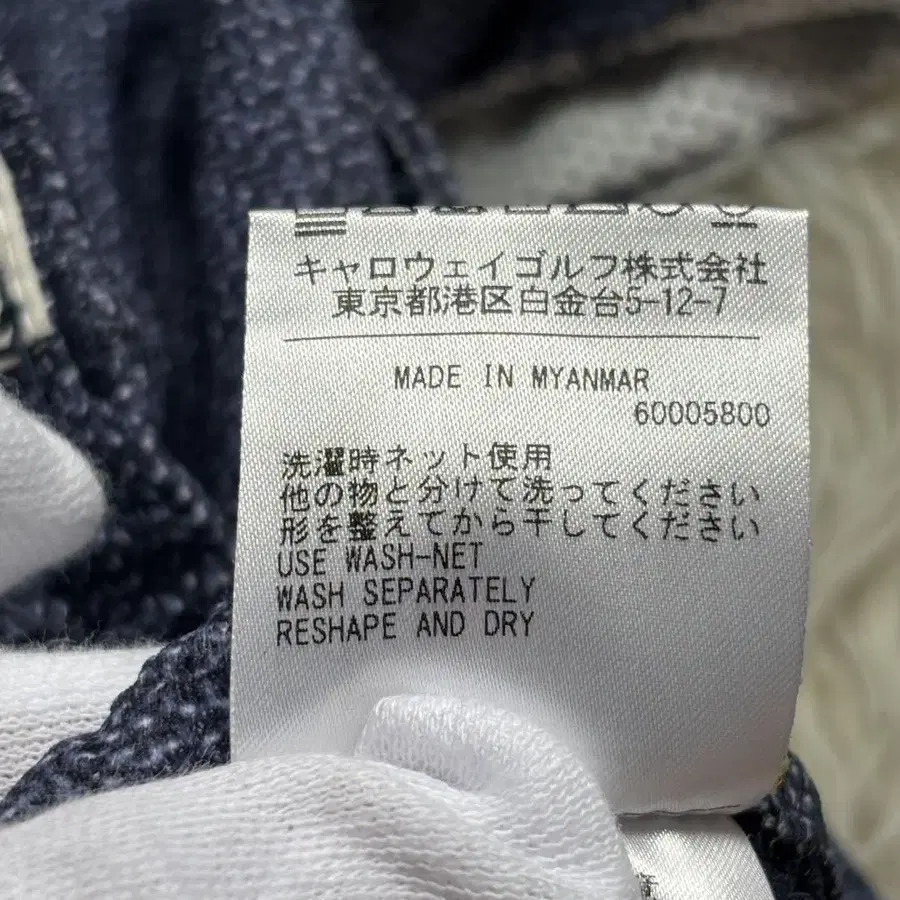 キャロウェイゴルフ株式会社
東京都港区白金台5-12-7
MADE IN MYANMAR
60005800
洗濯時ネット使用
他の物と分けて洗ってください
形を整えてから干してください
USE WASH-NET
WASH SEPARATELY
RESHAPE AND DRY